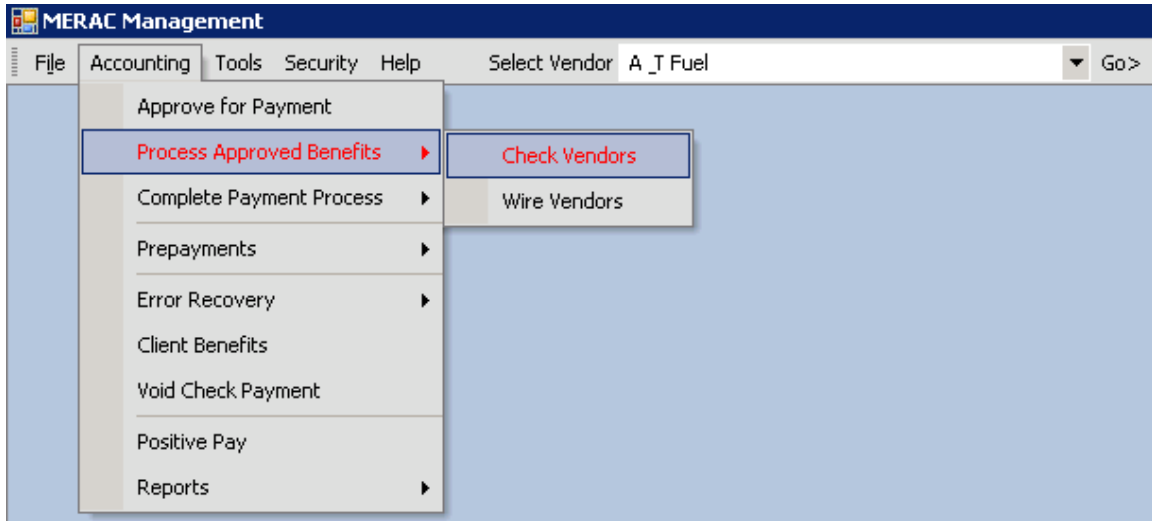 MERAC Management
File Accounting Tools Security Help Select Vendor A _T Fuel Go>
Approve for Payment
Process Approved Benefits Check Vendors
Complete Payment Process Wire Vendors
Prepayments
Error Recovery
Client Benefits
Void Check Payment
Positive Pay
Reports